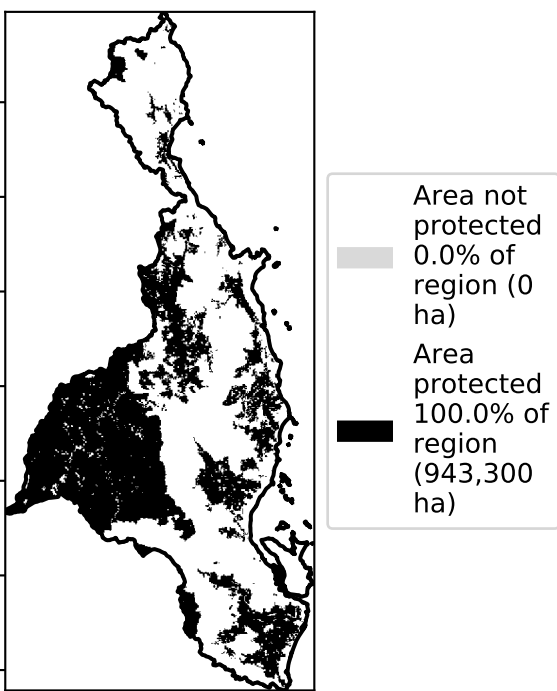 Area not
protected
0.0% of
region (0
ha)
Area
protected
100.0% of
region
(943,300
ha)